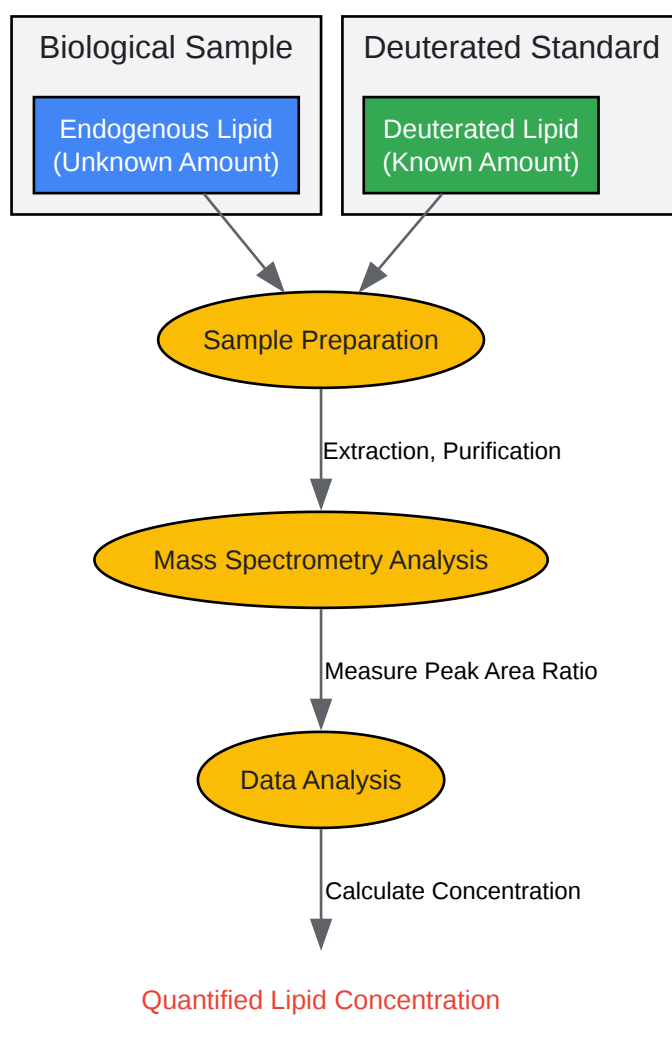 Biological Sample
Deuterated Standard
Endogenous Lipid
(Unknown Amount)
Deuterated Lipid
(Known Amount)
Sample Preparation
Extraction, Purification
Mass Spectrometry Analysis
Measure Peak Area Ratio
Data Analysis
Calculate Concentration
Quantified Lipid Concentration